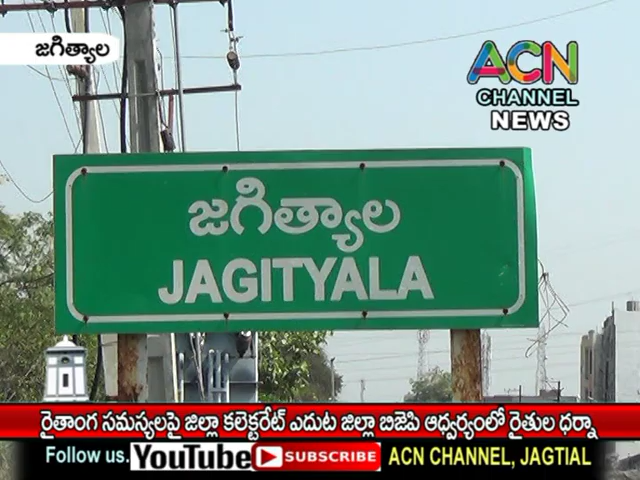 జగిత్యాల
ACN
CHANNEL
NEWS
జగిత్యాల
JAGITYALA
రైతాంగ సమస్యలపై జిల్లా కలెక్టరేట్ ఎదుట జిల్లా బిజెపి ఆధ్వర్యంలో రైతుల ధర్నా
Follow us. YouTube SUBSCRIBE ACN CHANNEL, JAGTIAL